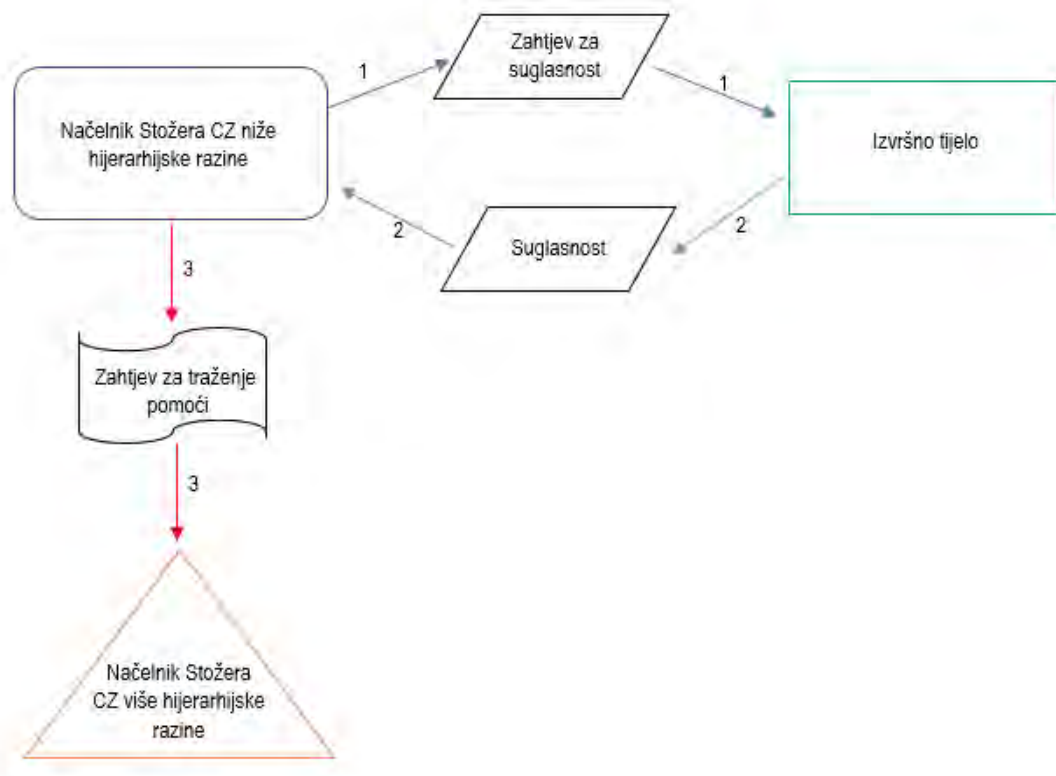 Zahtjev za
suglasnost
1
1
Načelnik Stožera CZ niže
hijerarhijske razine
Izvršno tijelo
2
Suglasnost
2
3
Zahtjev za traženje
pomoći
3
Načelnik Stožera
CZ više hijerarhijske
razine